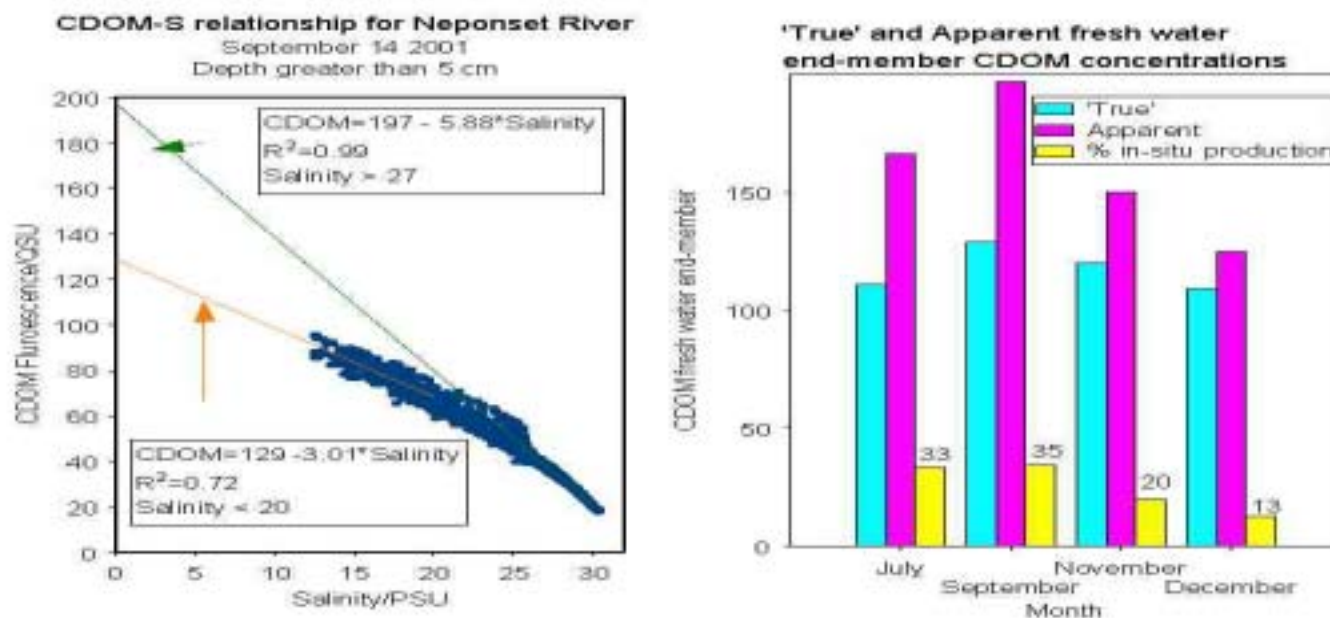 CDOM-S relationship for Neponset River
September 14 2001
Depth greater than 5 cm
CDOM Fluroescence/QSU
200
180
160
140
120
100
80
60
40
20
0
CDOM=197 - 5.88*Salinity
R²=0.99
Salinity > 27
CDOM=129 -3.01*Salinity
R²=0.72
Salinity < 20
0 5 10 15 20 25 30
Salinity/PSU
'True' and Apparent fresh water
end-member CDOM concentrations
'True'
Apparent
% in-situ production
CDOM fresh water end-member
150
100
50
0
33
35
20
13
July
September
November
December
Month